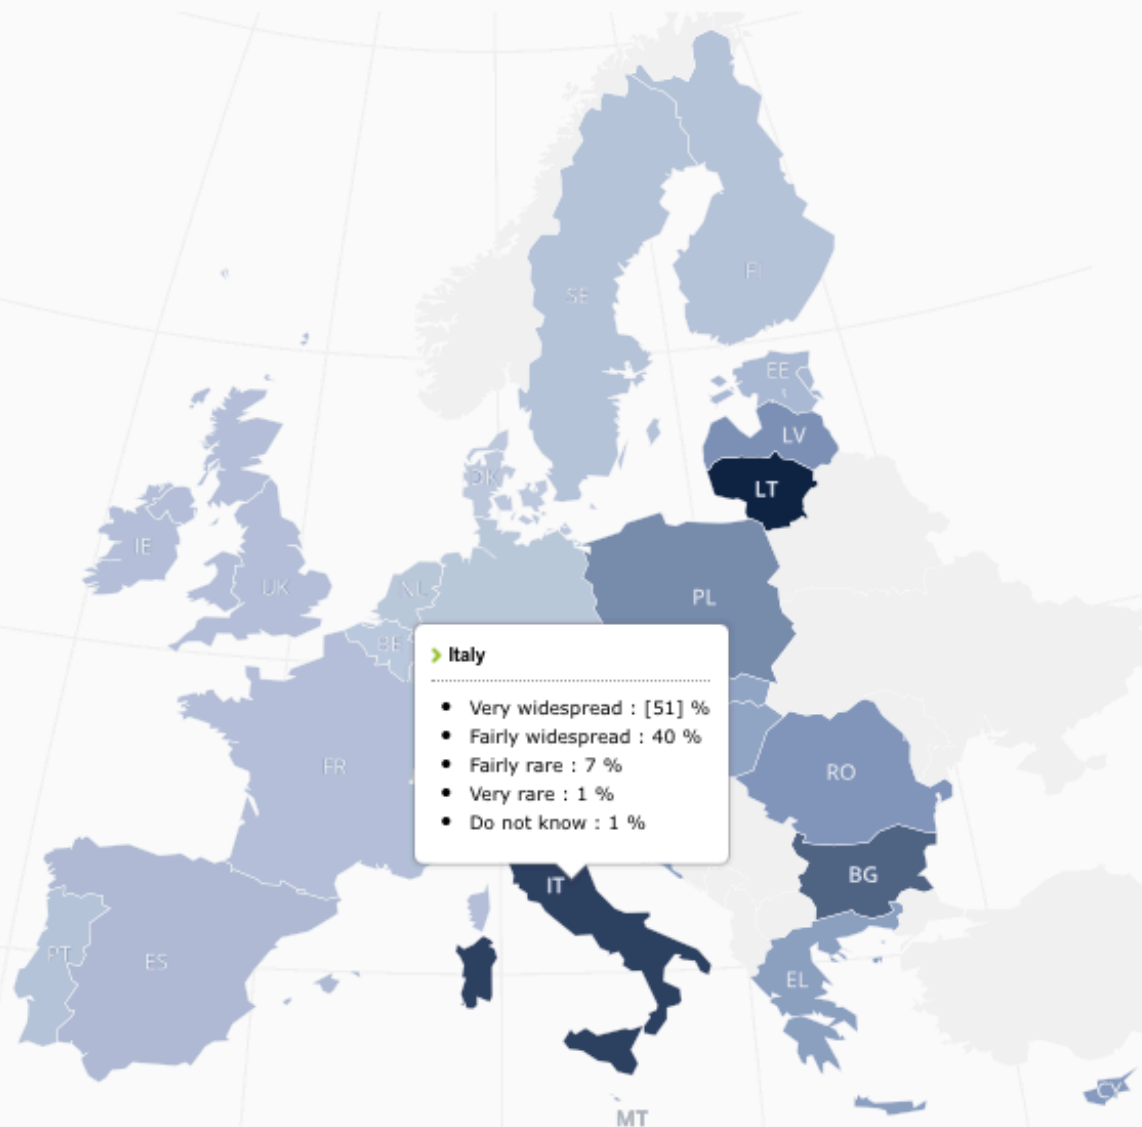 FI
SE
EE
LV
DK
LT
IE
UK
NL
PL
BE
Italy
Very widespread : [51] %
Fairly widespread : 40 %
FR
RO
Fairly rare : 7 %
Very rare : 1 %
Do not know : 1 %
IT
BG
PT
ES
EL
CY
MT